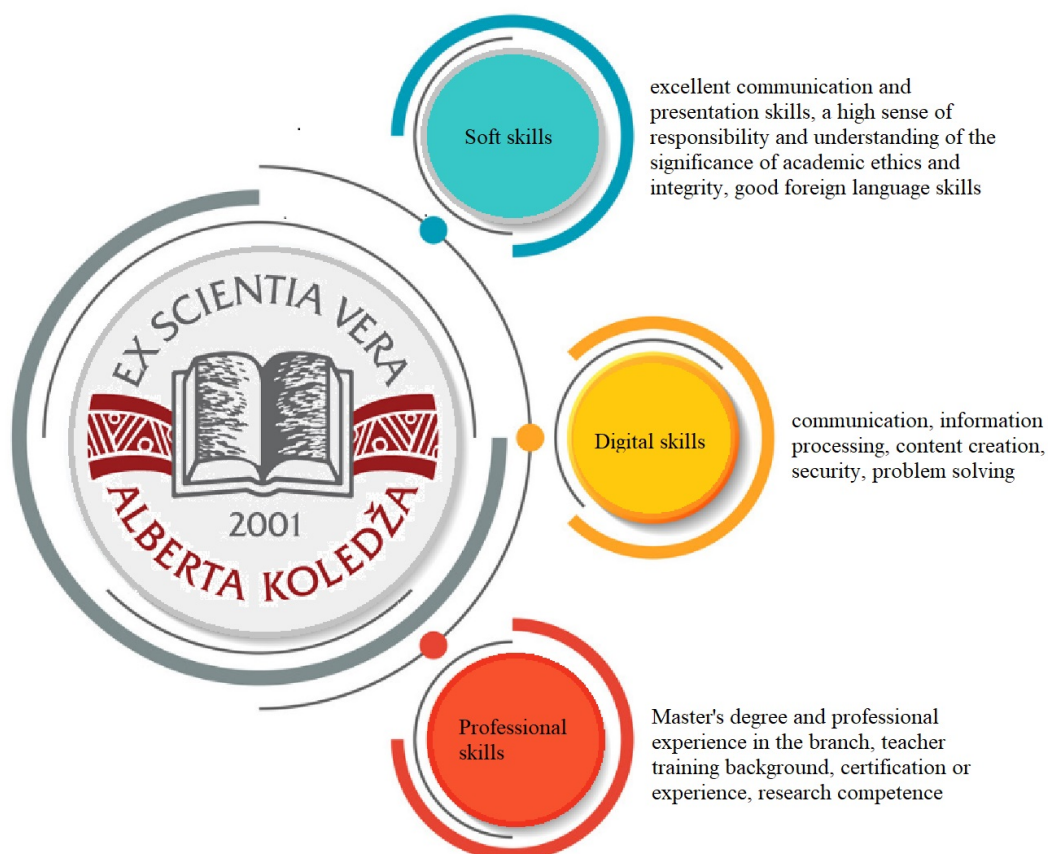 Soft skills
excellent communication and
presentation skills, a high sense of
responsibility and understanding of the
significance of academic ethics and
integrity, good foreign language skills
EX SCIENTIA VERA
2001
ALBERTA KOLEDŽA
Digital skills
communication, information
processing, content creation,
security, problem solving
Professional
skills
Master's degree and professional
experience in the branch, teacher
training background, certification or
experience, research competence